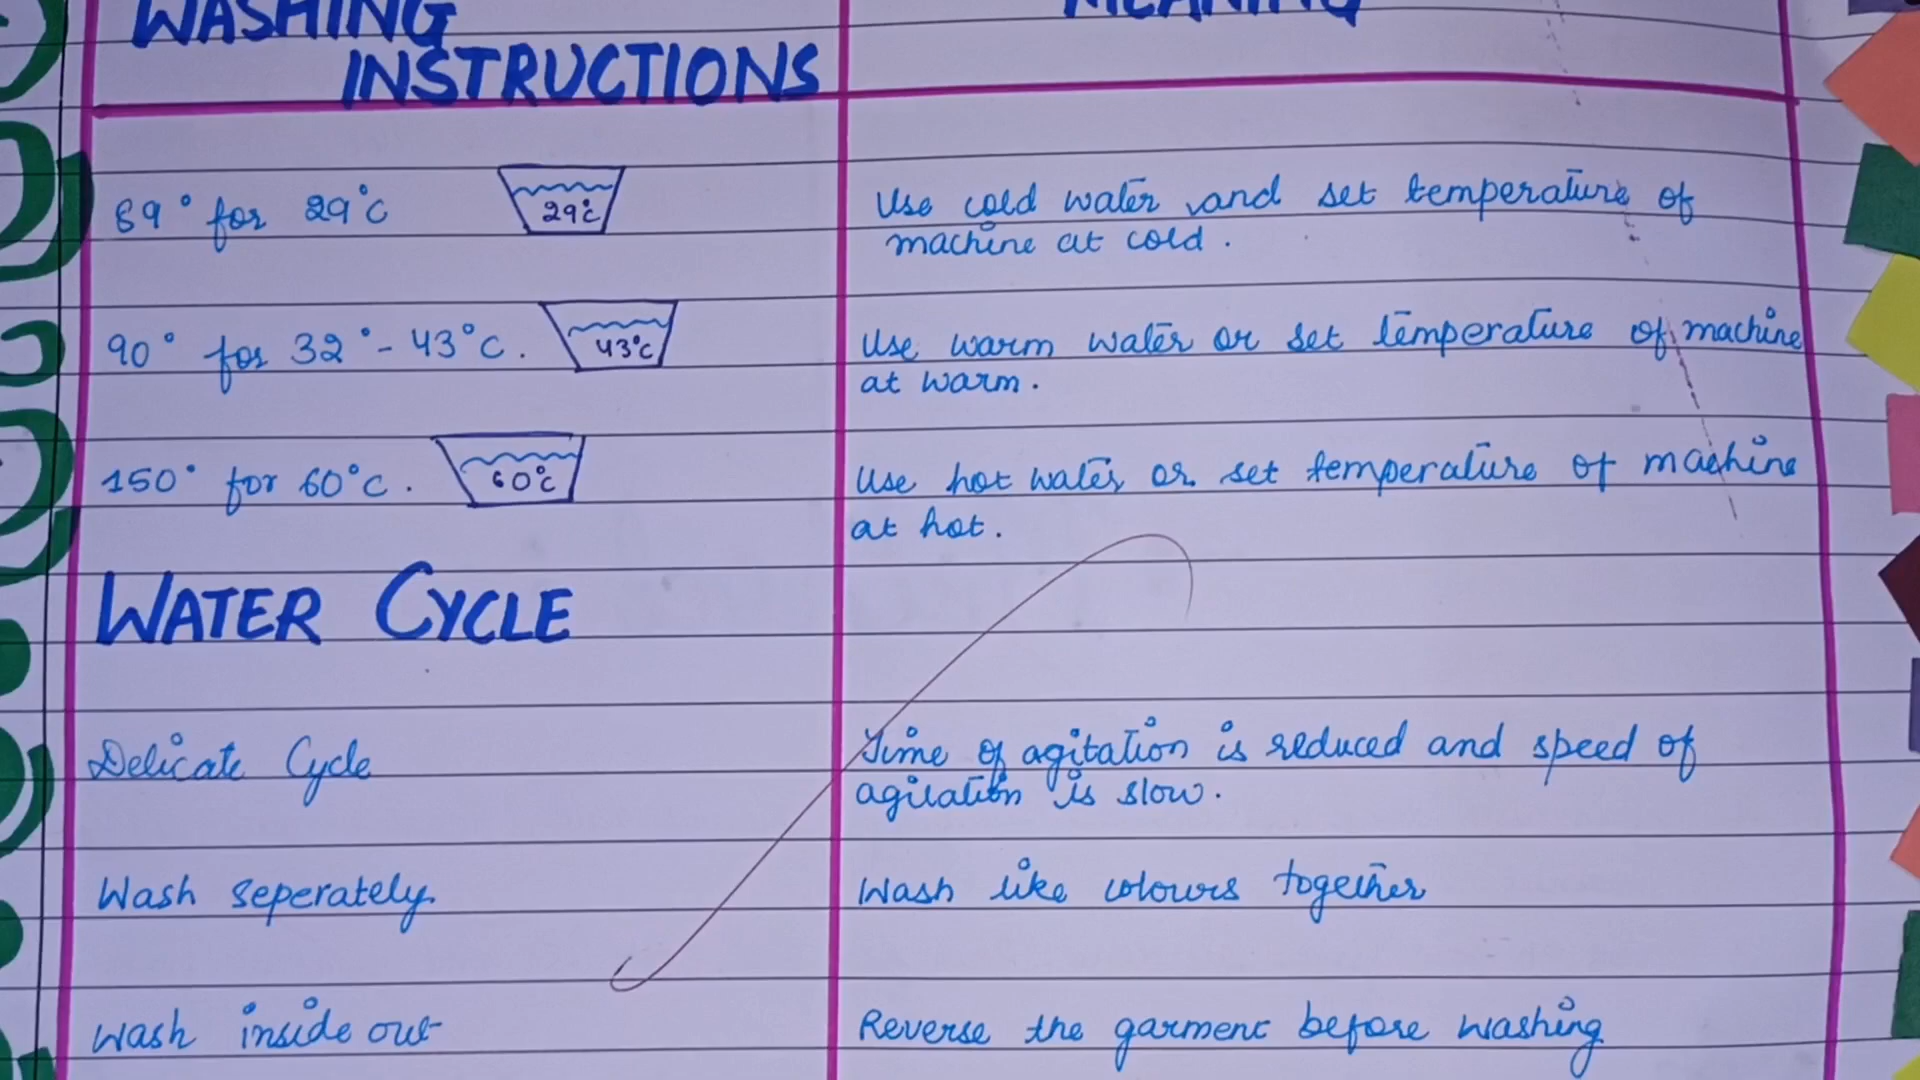 WASHING MEANING
INSTRUCTIONS
89° for 29°c 29°c Use cold water and set temperature of
machine at cold.
90° for 32°-43°c. 43°c Use warm water or set temperature of machine
at warm.
150° for 60°c. 60°c Use hot water or set temperature of machine
at hot.
WATER CYCLE
Delicate Cycle Time of agitation is reduced and speed of
agitation is slow.
Wash seperately. Wash like colours together
Wash inside out Reverse the garment before washing